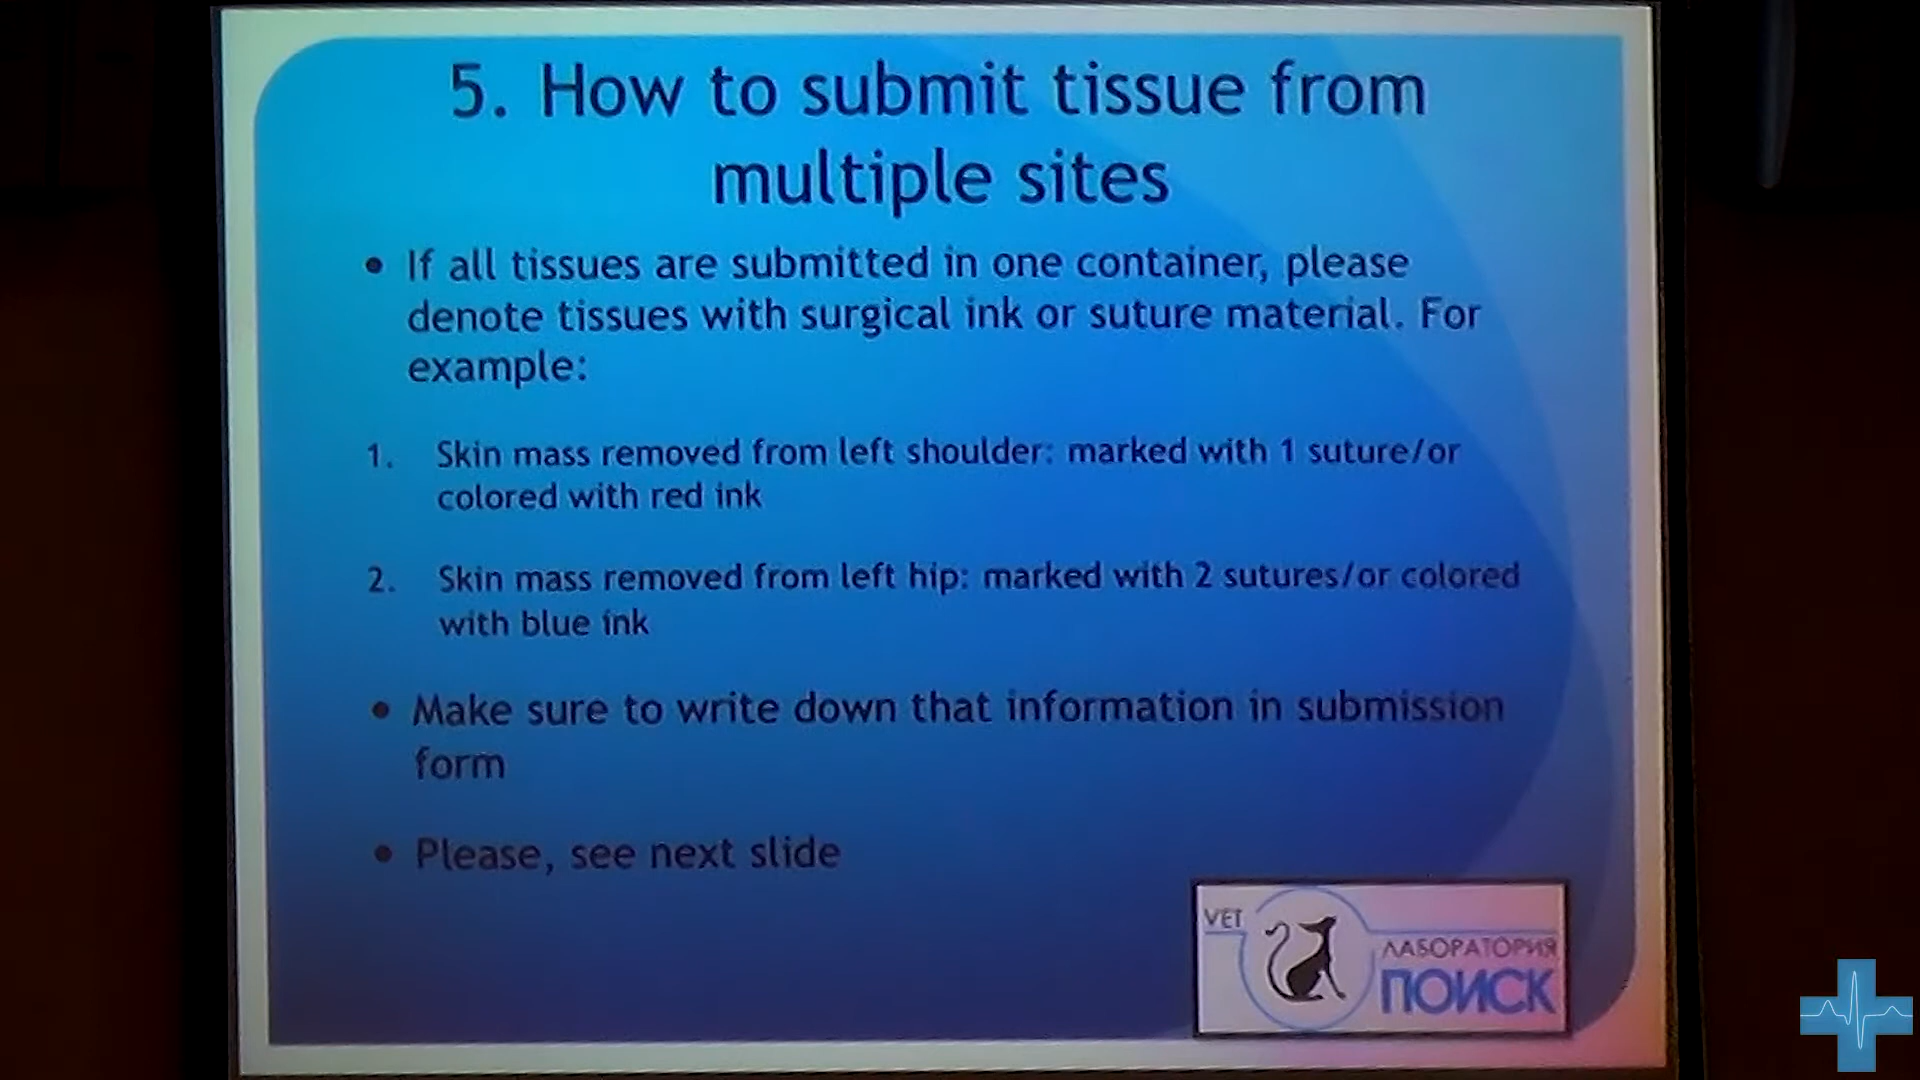 5. How to submit tissue from
multiple sites
• If all tissues are submitted in one container, please
denote tissues with surgical ink or suture material. For
example:
1. Skin mass removed from left shoulder: marked with 1 suture/or
colored with red ink
2. Skin mass removed from left hip: marked with 2 sutures/or colored
with blue ink
• Make sure to write down that information in submission
form
• Please, see next slide
VET
ЛАБОРАТОРИЯ
ПОИСК